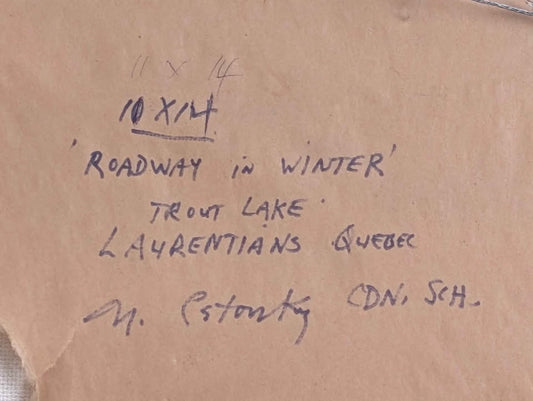 11 X 14
10 X 14
'ROADWAY in WINTER'
TROUT LAKE.
LAURENTIANS QUEBEC
CDN. SCH.